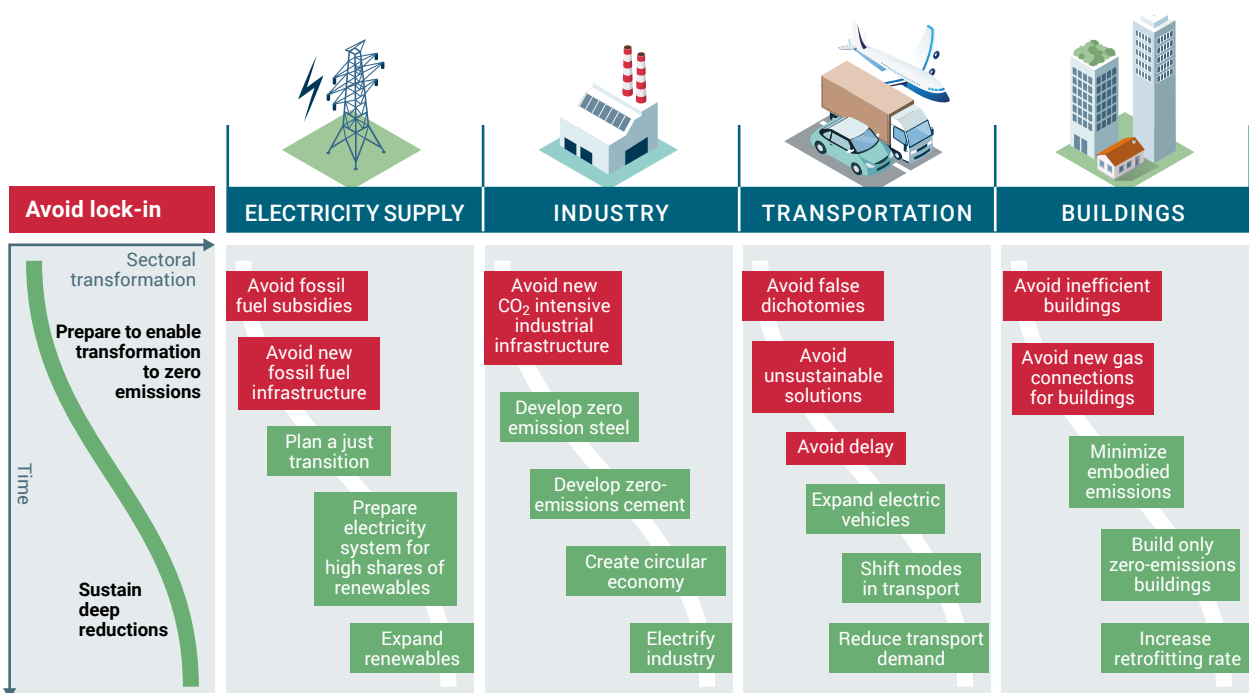 Avoid lock-in
ELECTRICITY SUPPLY
INDUSTRY
TRANSPORTATION
BUILDINGS
Sectoral
transformation
Prepare to enable
transformation
to zero
emissions
Time
Sustain
deep
reductions
Avoid fossil
fuel subsidies
Avoid new
fossil fuel
infrastructure
Plan a just
transition
Prepare
electricity
system for
high shares of
renewables
Expand
renewables
Avoid new
CO₂ intensive
industrial
infrastructure
Develop zero
emission steel
Develop zero-
emissions cement
Create circular
economy
Electrify
industry
Avoid false
dichotomies
Avoid
unsustainable
solutions
Avoid delay
Expand electric
vehicles
Shift modes
in transport
Reduce transport
demand
Avoid inefficient
buildings
Avoid new gas
connections
for buildings
Minimize
embodied
emissions
Build only
zero-emissions
buildings
Increase
retrofitting rate